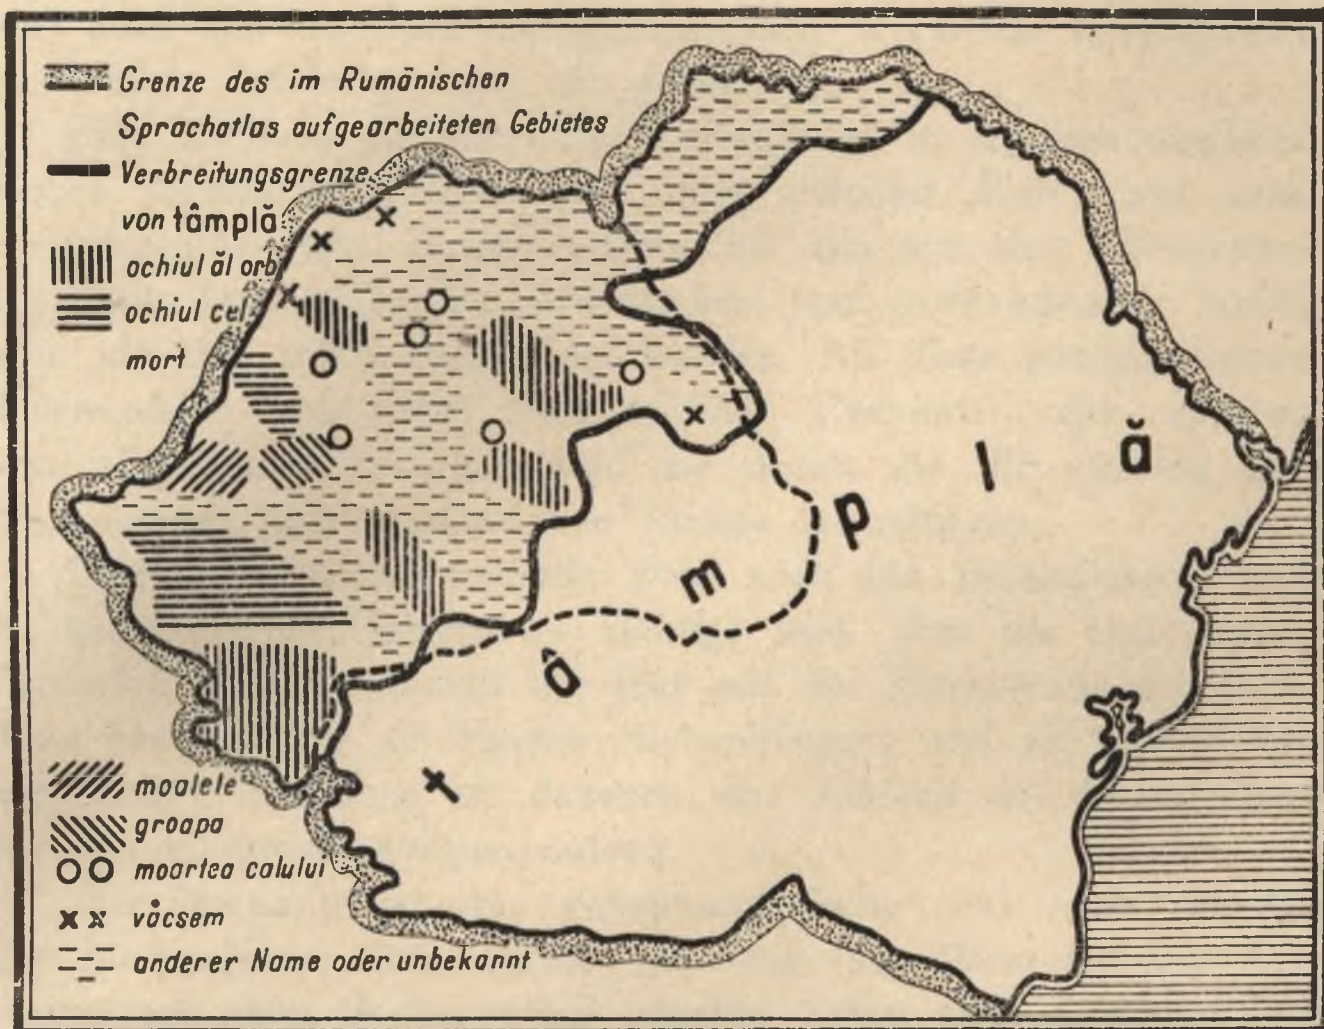 Grenze des im Rumänischen
Sprachatlas aufgearbeiteten Gebietes
Verbreitungsgrenze
von tâmplă
ochiul ăl orb
ochiul cel
mort
t â m p l ă
moalele
groapa
moartea calului
văcsem
anderer Name oder unbekannt